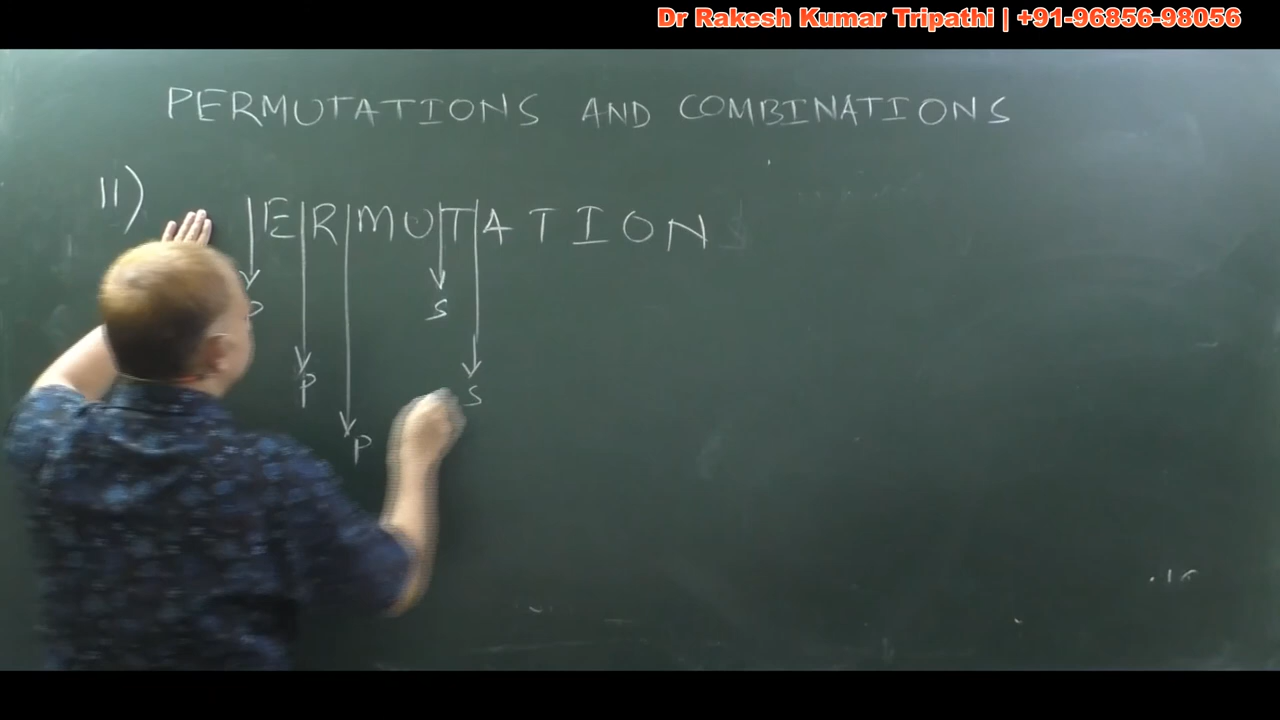 Dr Rakesh Kumar Tripathi | +91-96856-98056
PERMUTATIONS AND COMBINATIONS
11) ERMUTATION
P S
P S
P